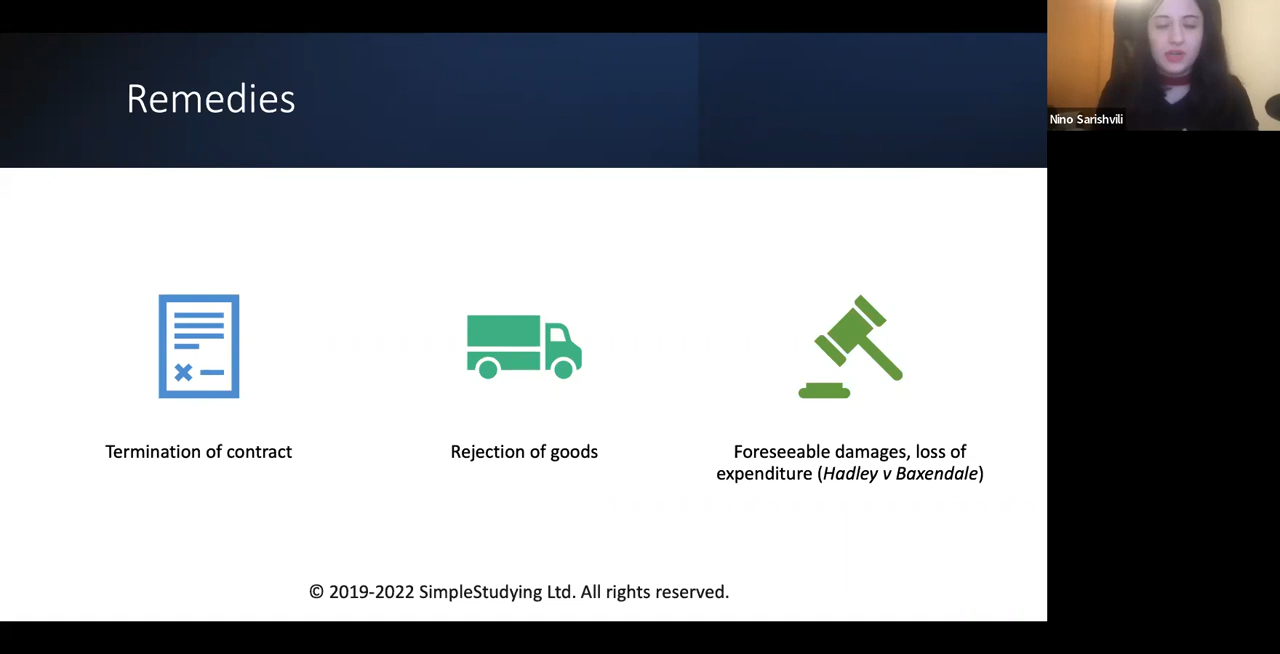 Remedies
Nino Sarishvili
Termination of contract
Rejection of goods
Foreseeable damages, loss of
expenditure (Hadley v Baxendale)
© 2019-2022 SimpleStudying Ltd. All rights reserved.